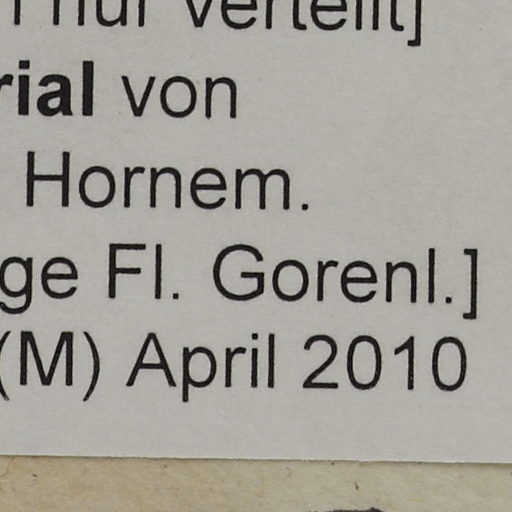 nur verteilt]
rial von
Hornem.
ge Fl. Gorenl.]
(M) April 2010